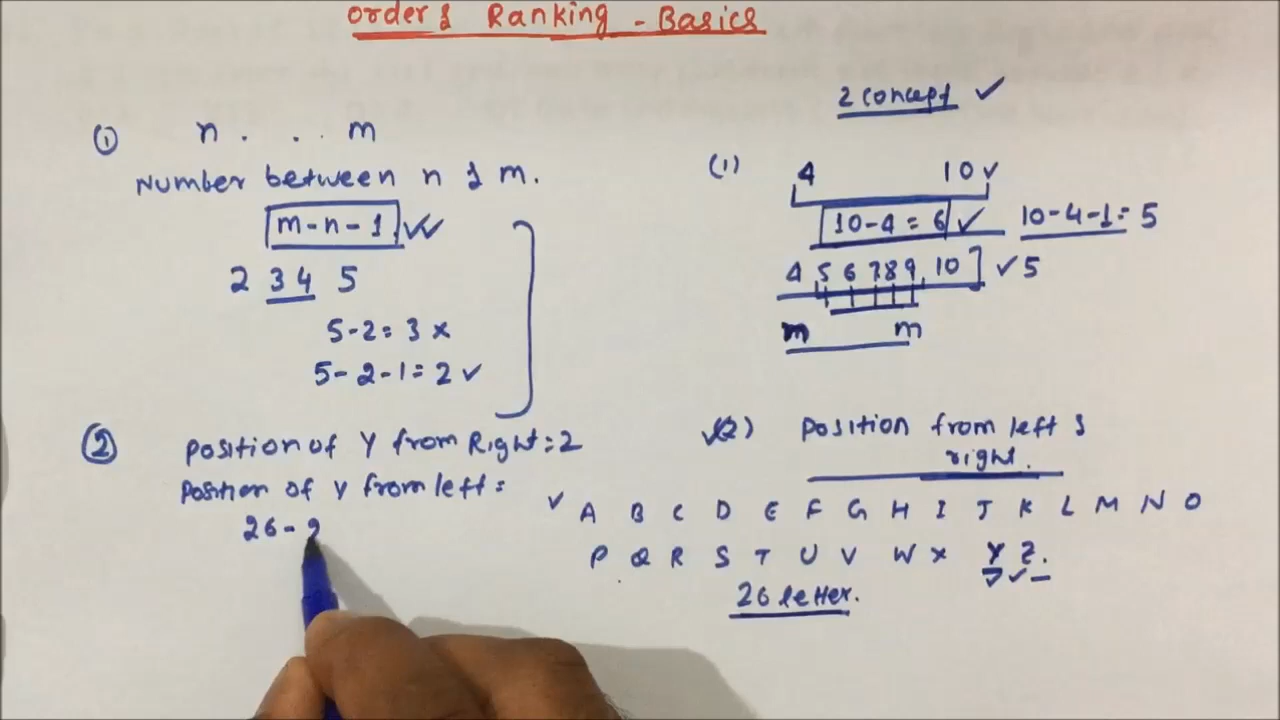 Order & Ranking - Basics
2 concept ✓
① n . . . m
Number between n & m.
m-n-1 ✓✓
2 3 4 5
5-2=3 ×
5-2-1=2 ✓
(1) 4 10 ✓
10-4=6 ✓ 10-4-1=5
4 5 6 7 8 9, 10 ] ✓ 5
m
② Position of Y from Right=2
Position of Y from left=
26-2
✓(2) Position from left &
right.
✓ A B C D E F G H I J K L M N O
P Q R S T U V W X Y Z.
26 letter.